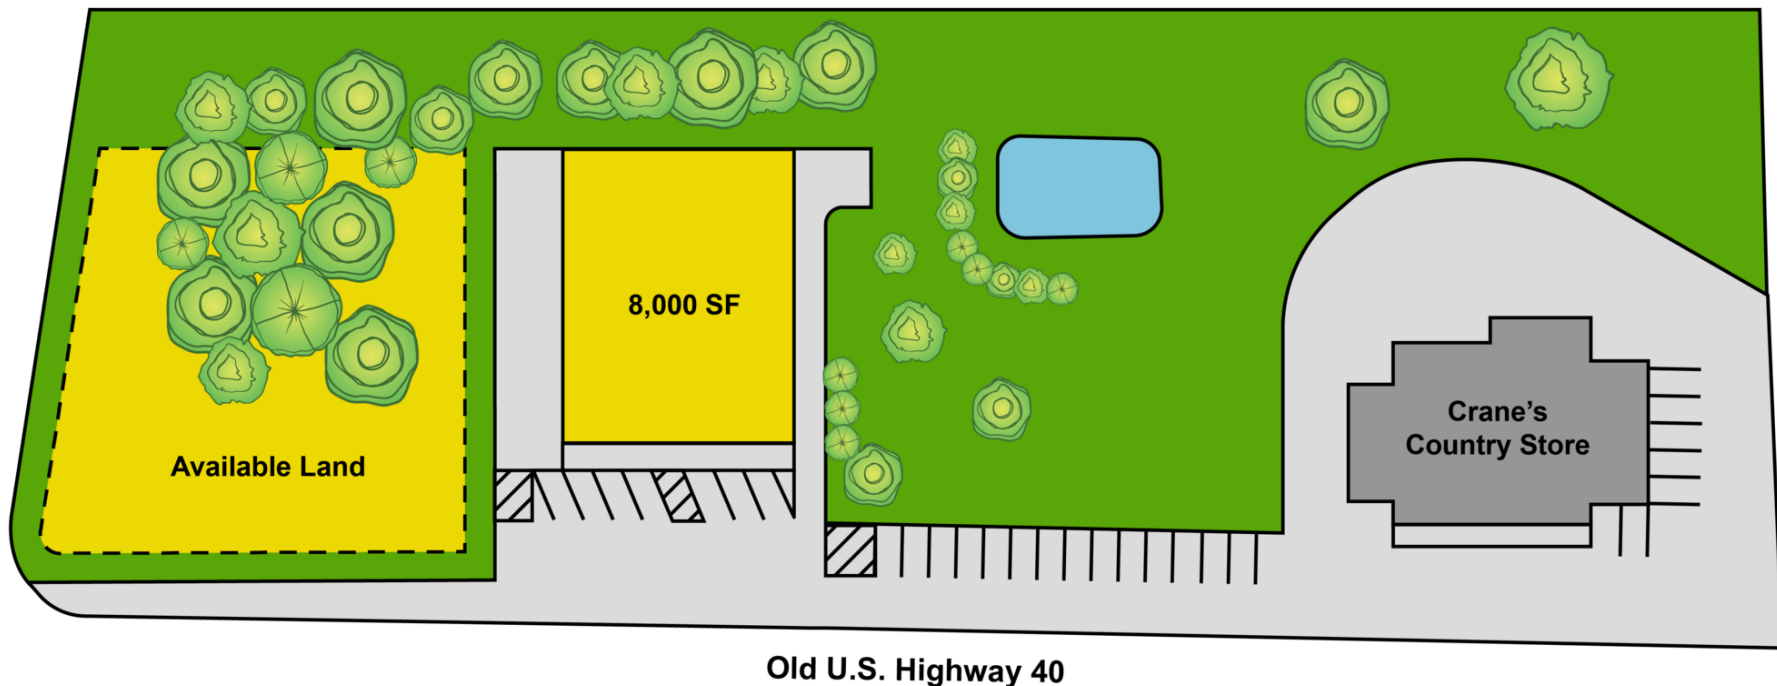 8,000 SF
Crane’s
Country Store
Available Land
Old U.S. Highway 40